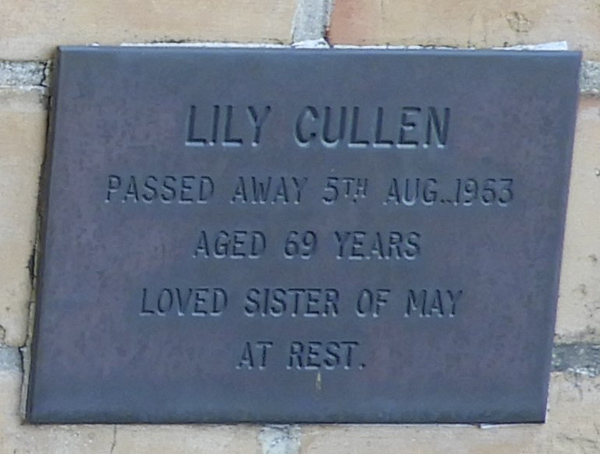 LILY CULLEN
PASSED AWAY 5TH AUG..1963
AGED 69 YEARS
LOVED SISTER OF MAY
AT REST.